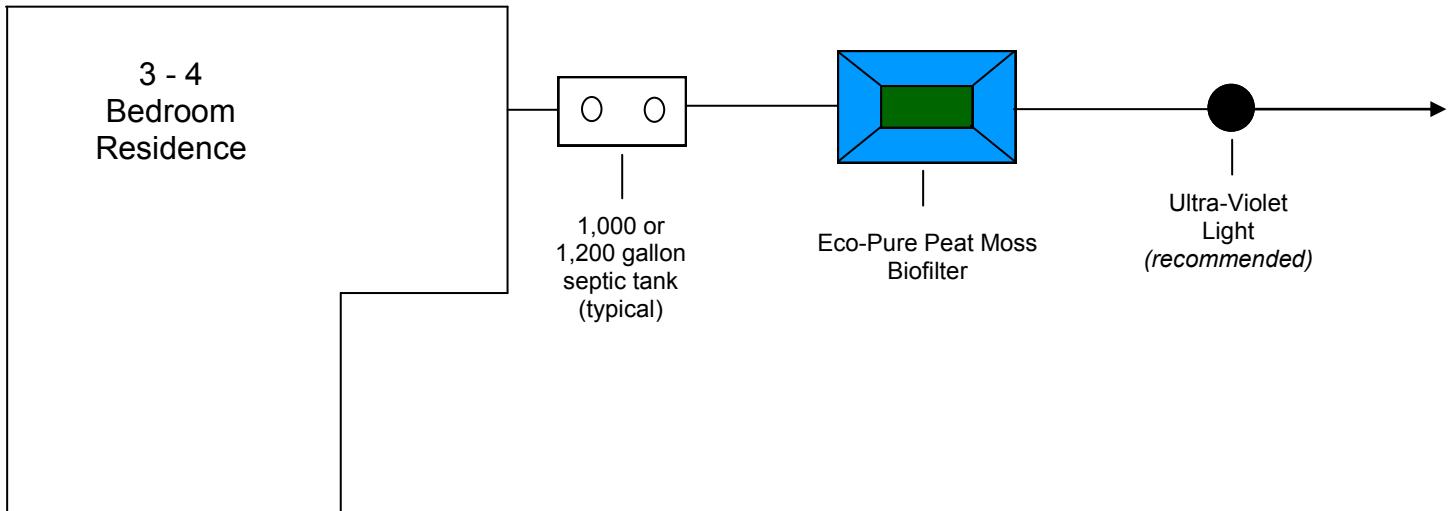 3 - 4
Bedroom
Residence
1,000 or
1,200 gallon
septic tank
(typical)
Eco-Pure Peat Moss
Biofilter
Ultra-Violet
Light
(recommended)